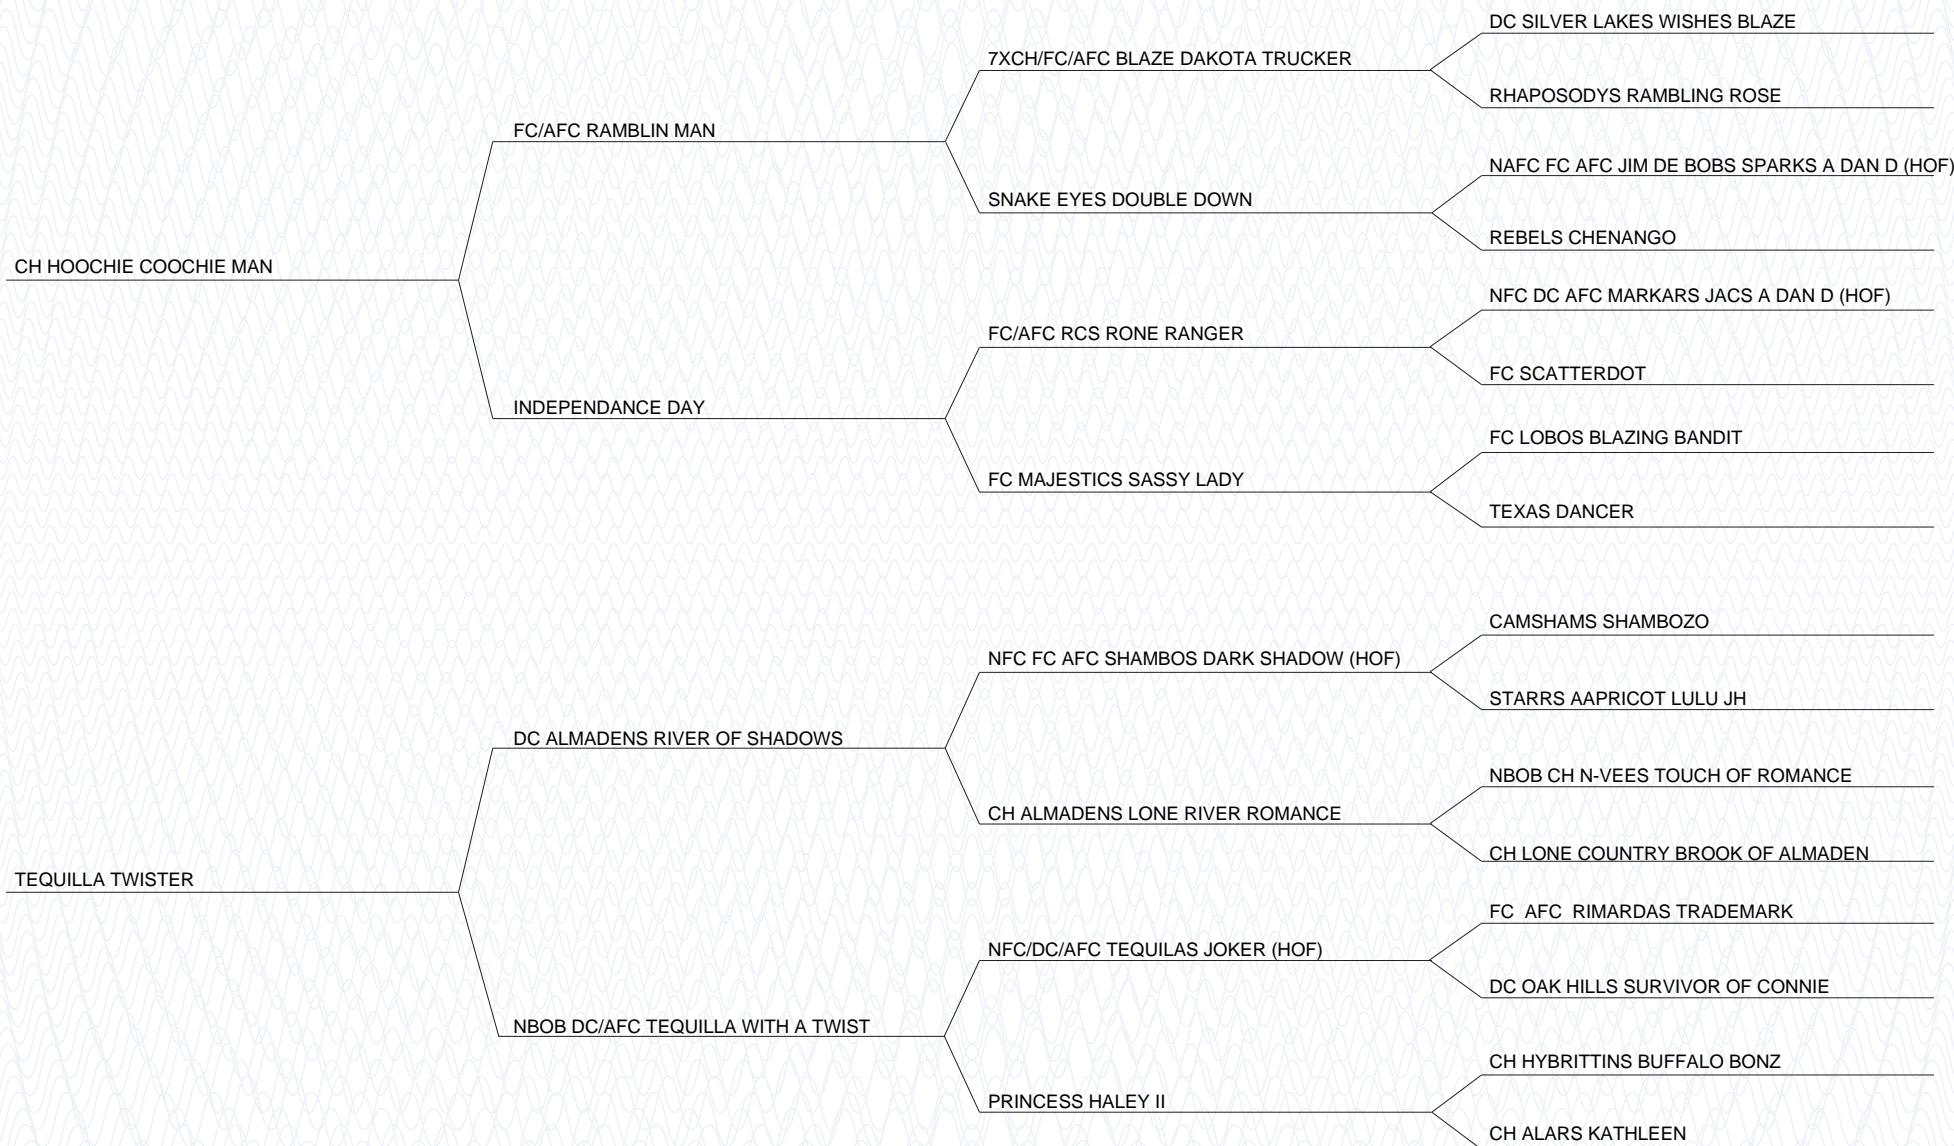 DC SILVER LAKES WISHES BLAZE
7XCH/FC/AFC BLAZE DAKOTA TRUCKER
RHAPOSODYS RAMBLING ROSE
FC/AFC RAMBLIN MAN
NAFC FC AFC JIM DE BOBS SPARKS A DAN D (HOF)
SNAKE EYES DOUBLE DOWN
REBELS CHENANGO
CH HOOCHIE COOCHIE MAN
NFC DC AFC MARKARS JACS A DAN D (HOF)
FC/AFC RCS RONE RANGER
FC SCATTERDOT
INDEPENDANCE DAY
FC LOBOS BLAZING BANDIT
FC MAJESTICS SASSY LADY
TEXAS DANCER
CAMSHAMS SHAMBOZO
NFC FC AFC SHAMBOS DARK SHADOW (HOF)
STARRS AAPRICOT LULU JH
DC ALMADENS RIVER OF SHADOWS
NBOB CH N-VEES TOUCH OF ROMANCE
CH ALMADENS LONE RIVER ROMANCE
CH LONE COUNTRY BROOK OF ALMADEN
TEQUILLA TWISTER
FC  AFC  RIMARDAS TRADEMARK
NFC/DC/AFC TEQUILAS JOKER (HOF)
DC OAK HILLS SURVIVOR OF CONNIE
NBOB DC/AFC TEQUILLA WITH A TWIST
CH HYBRITTINS BUFFALO BONZ
PRINCESS HALEY II
CH ALARS KATHLEEN